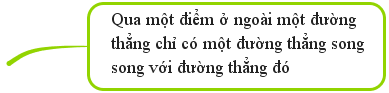 Qua một điểm ở ngoài một đường
thẳng chỉ có một đường thẳng song
song với đường thẳng đó